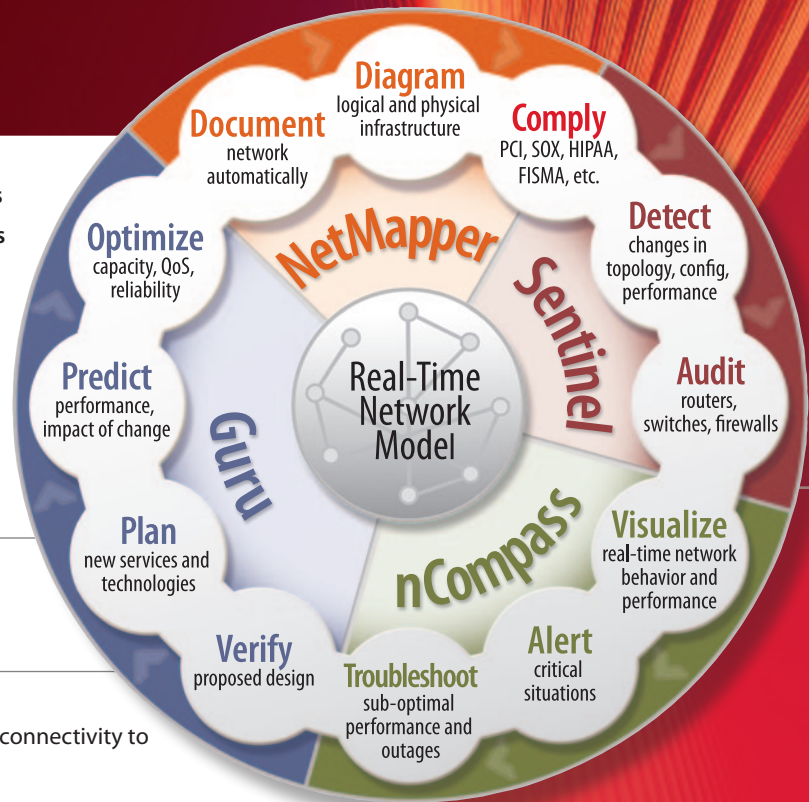 Diagram
logical and physical
infrastructure
Comply
PCI, SOX, HIPAA,
FISMA, etc.
Detect
changes in
topology, config,
performance
Audit
routers,
switches, firewalls
Visualize
real-time network
behavior and
performance
Alert
critical
situations
Troubleshoot
sub-optimal
performance and
outages
Verify
proposed design
Plan
new services and
technologies
Predict
performance,
impact of change
Optimize
capacity, QoS,
reliability
Document
network
automatically
NetMapper
Sentinel
nCompass
Guru
Real-Time
Network
Model
s
s
connectivity to